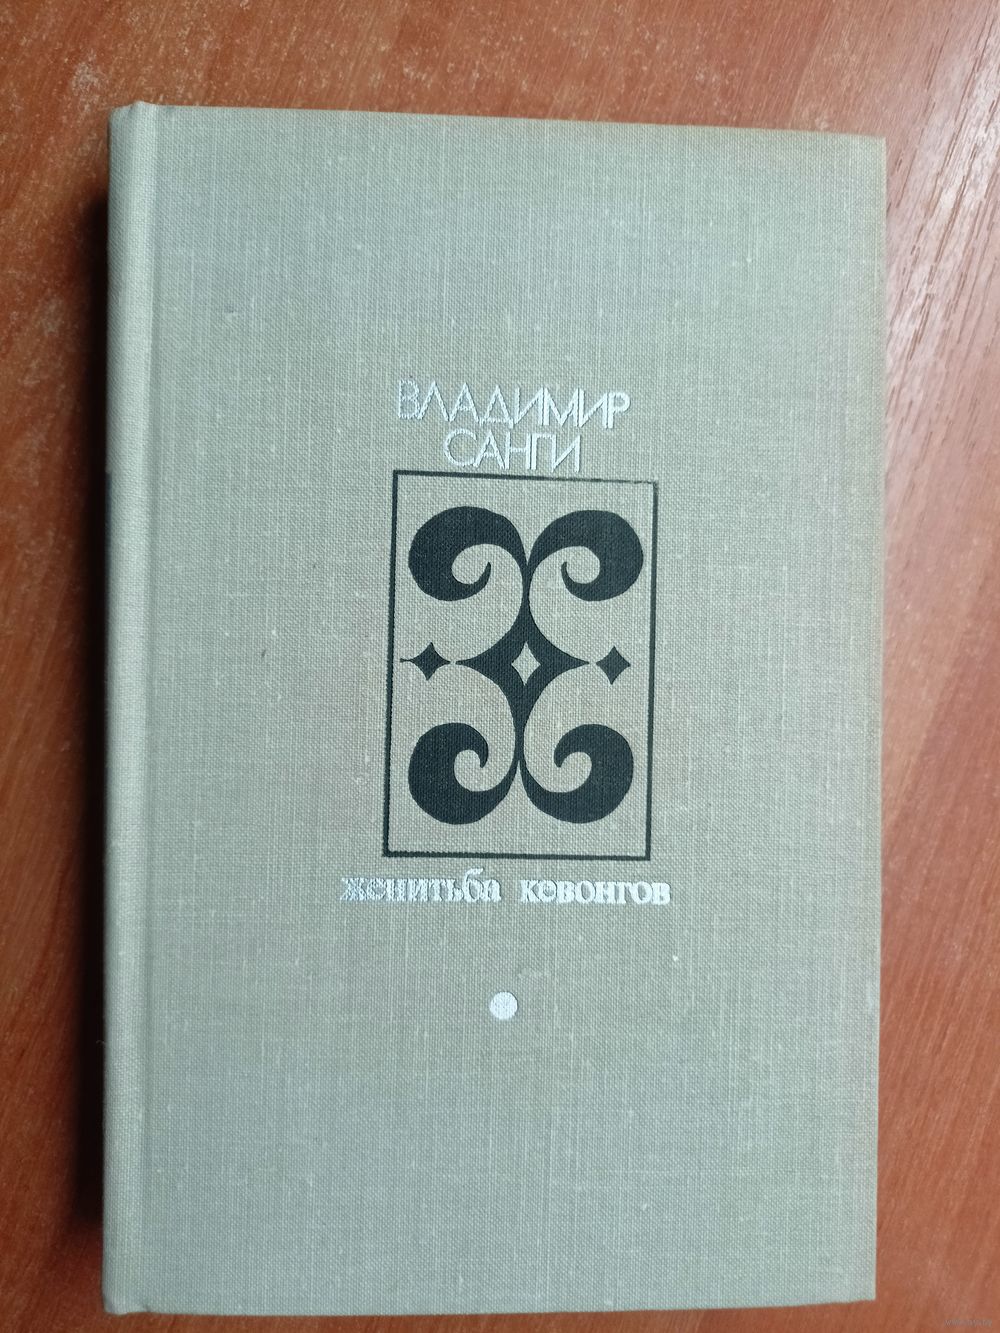 ВЛАДИМИР
САНГИ
женитьба кевонгов